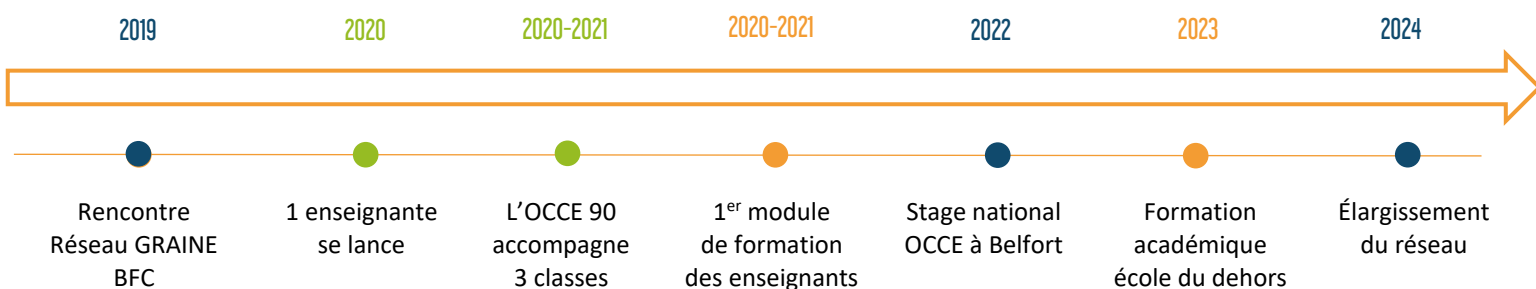 2019
2020
2020-2021
2020-2021
2022
2023
2024
Rencontre
Réseau GRAINE
BFC
1 enseignante
se lance
L’OCCE 90
accompagne
3 classes
1er module
de formation
des enseignants
Stage national
OCCE à Belfort
Formation
académique
école du dehors
Élargissement
du réseau